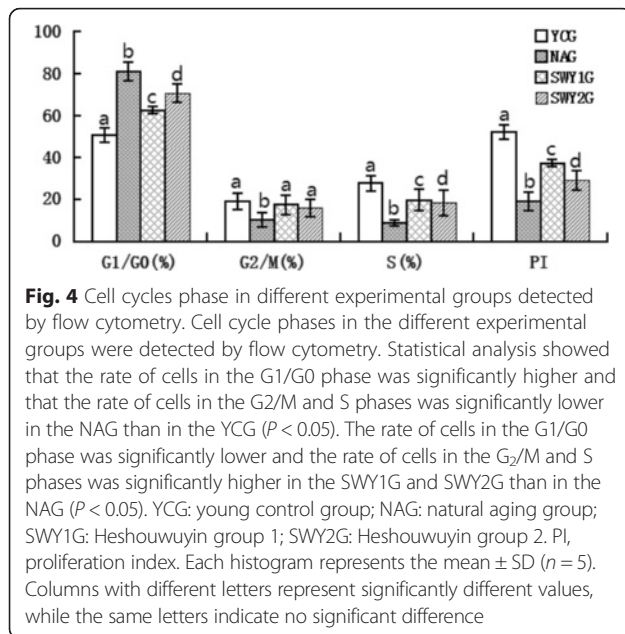 100
80
60
40
20
0
YCG
NAG
SWY1G
SWY2G
a b c d
a b a a
a b c d
a b c d
G1/G0(%) G2/M(%) S(%) PI
Fig. 4 Cell cycles phase in different experimental groups detected
by flow cytometry. Cell cycle phases in the different experimental
groups were detected by flow cytometry. Statistical analysis showed
that the rate of cells in the G1/G0 phase was significantly higher and
that the rate of cells in the G2/M and S phases was significantly lower
in the NAG than in the YCG (P < 0.05). The rate of cells in the G1/G0
phase was significantly lower and the rate of cells in the G₂/M and S
phases was significantly higher in the SWY1G and SWY2G than in the
NAG (P < 0.05). YCG: young control group; NAG: natural aging group;
SWY1G: Heshouwuyin group 1; SWY2G: Heshouwuyin group 2. PI,
proliferation index. Each histogram represents the mean ± SD (n = 5).
Columns with different letters represent significantly different values,
while the same letters indicate no significant difference